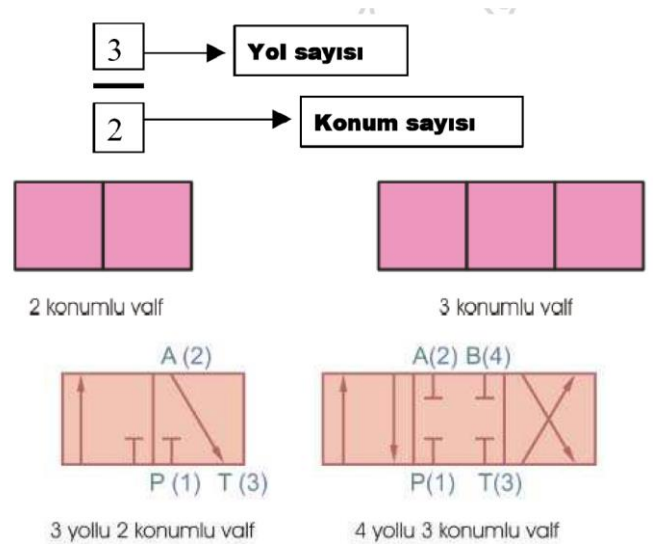 3
Yol sayısı
2
Konum sayısı
2 konumlu valf
3 konumlu valf
A (2)
P (1) T (3)
3 yollu 2 konumlu valf
A(2) B(4)
P(1) T(3)
4 yollu 3 konumlu valf